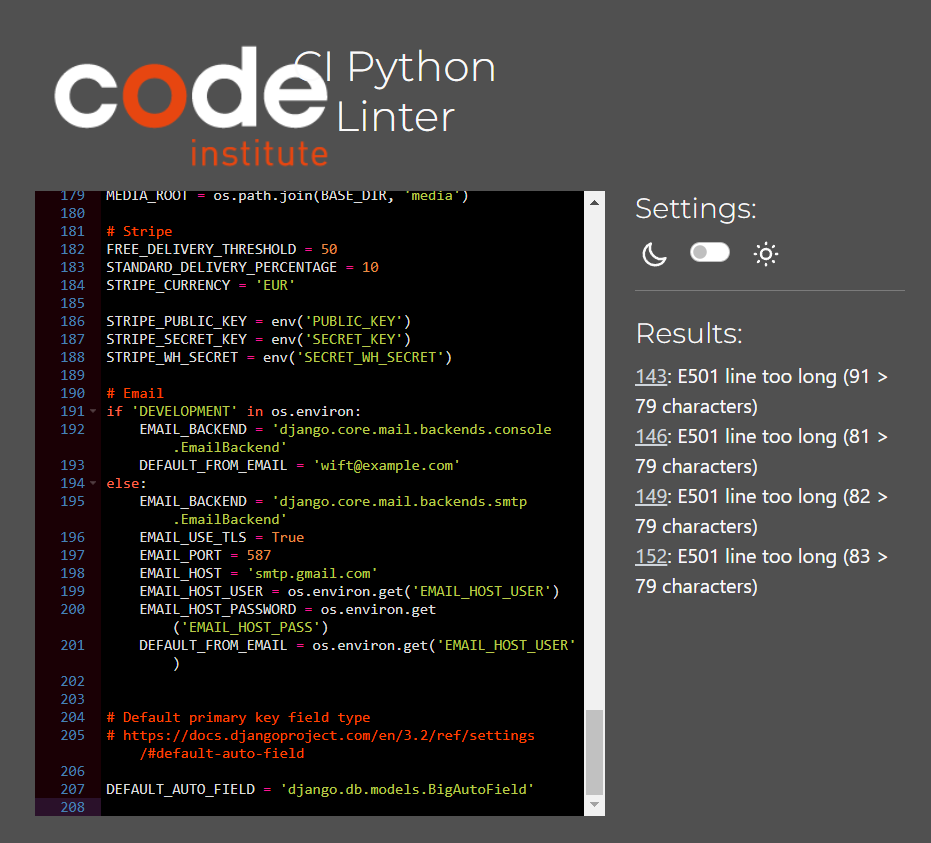 code
institute
CI Python
Linter
179 MEDIA_ROOT = os.path.join(BASE_DIR, 'media')
180
181 # Stripe
182 FREE_DELIVERY_THRESHOLD = 50
183 STANDARD_DELIVERY_PERCENTAGE = 10
184 STRIPE_CURRENCY = 'EUR'
185
186 STRIPE_PUBLIC_KEY = env('PUBLIC_KEY')
187 STRIPE_SECRET_KEY = env('SECRET_KEY')
188 STRIPE_WH_SECRET = env('SECRET_WH_SECRET')
189
190 # Email
191 if 'DEVELOPMENT' in os.environ:
192 EMAIL_BACKEND = 'django.core.mail.backends.console
.EmailBackend'
193 DEFAULT_FROM_EMAIL = 'wift@example.com'
194 else:
195 EMAIL_BACKEND = 'django.core.mail.backends.smtp
.EmailBackend'
196 EMAIL_USE_TLS = True
197 EMAIL_PORT = 587
198 EMAIL_HOST = 'smtp.gmail.com'
199 EMAIL_HOST_USER = os.environ.get('EMAIL_HOST_USER')
200 EMAIL_HOST_PASSWORD = os.environ.get
('EMAIL_HOST_PASS')
201 DEFAULT_FROM_EMAIL = os.environ.get('EMAIL_HOST_USER'
)
202
203
204 # Default primary key field type
205 # https://docs.djangoproject.com/en/3.2/ref/settings
/#default-auto-field
206
207 DEFAULT_AUTO_FIELD = 'django.db.models.BigAutoField'
208
Settings:
Results:
143: E501 line too long (91 >
79 characters)
146: E501 line too long (81 >
79 characters)
149: E501 line too long (82 >
79 characters)
152: E501 line too long (83 >
79 characters)